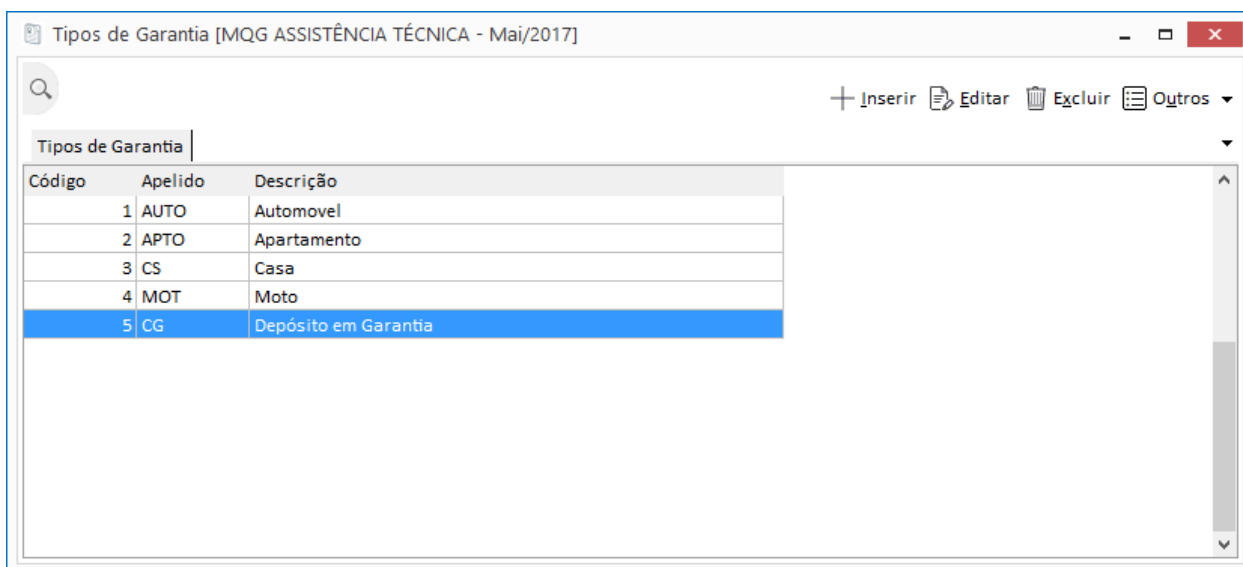 Tipos de Garantia [MQG ASSISTÊNCIA TÉCNICA - Mai/2017]
Inserir Editar Excluir Outros
Tipos de Garantia
Código Apelido Descrição
1 AUTO Automovel
2 APTO Apartamento
3 CS Casa
4 MOT Moto
5 CG Depósito em Garantia